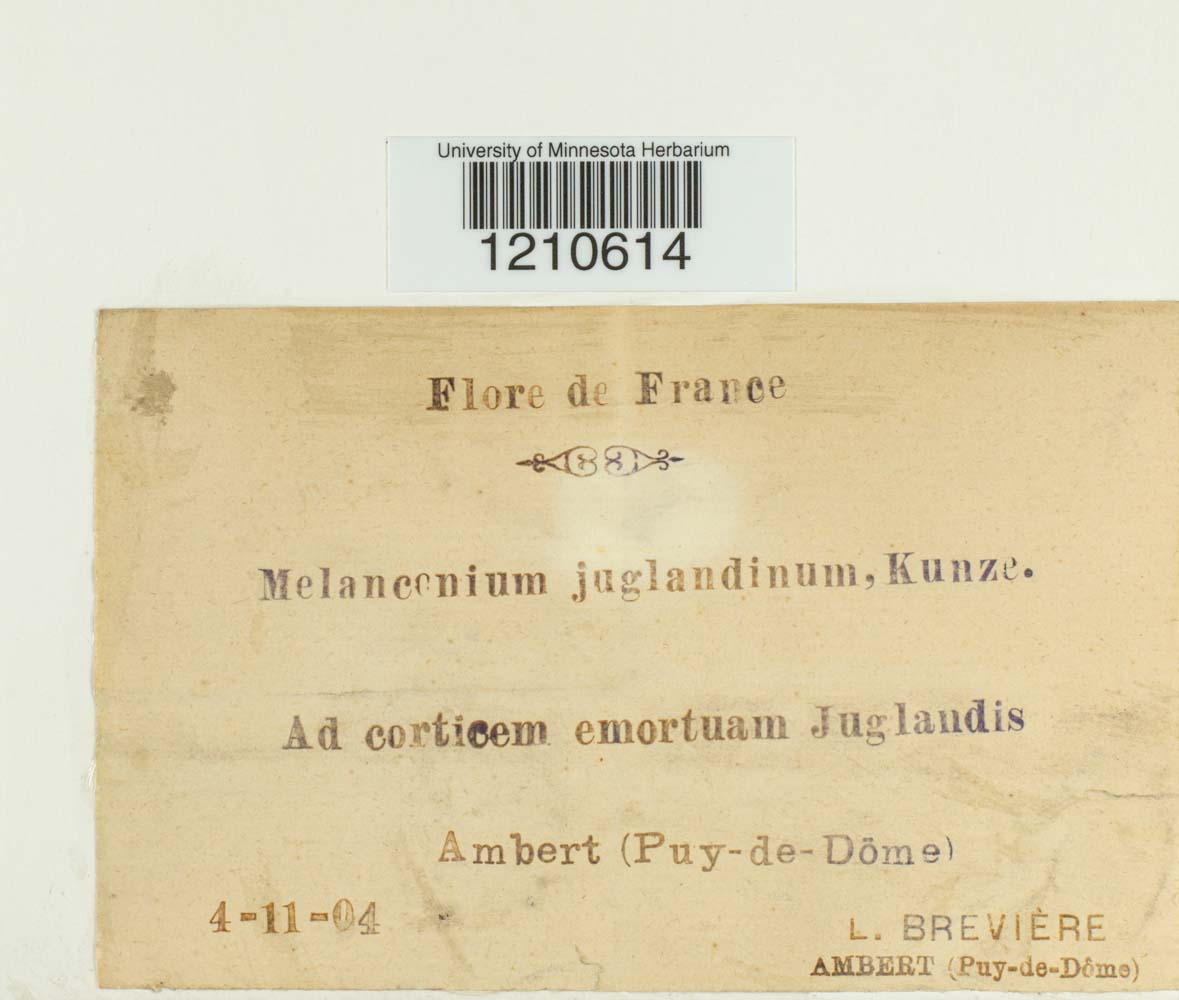 University of Minnesota Herbarium
1210614
Flore de France
Melanconium juglandinum, Kunze.
Ad corticem emortuam Juglandis
Ambert (Puy-de-Dôme)
4-11-04
L. BREVIÈRE
AMBERT (Puy-de-Dôme)